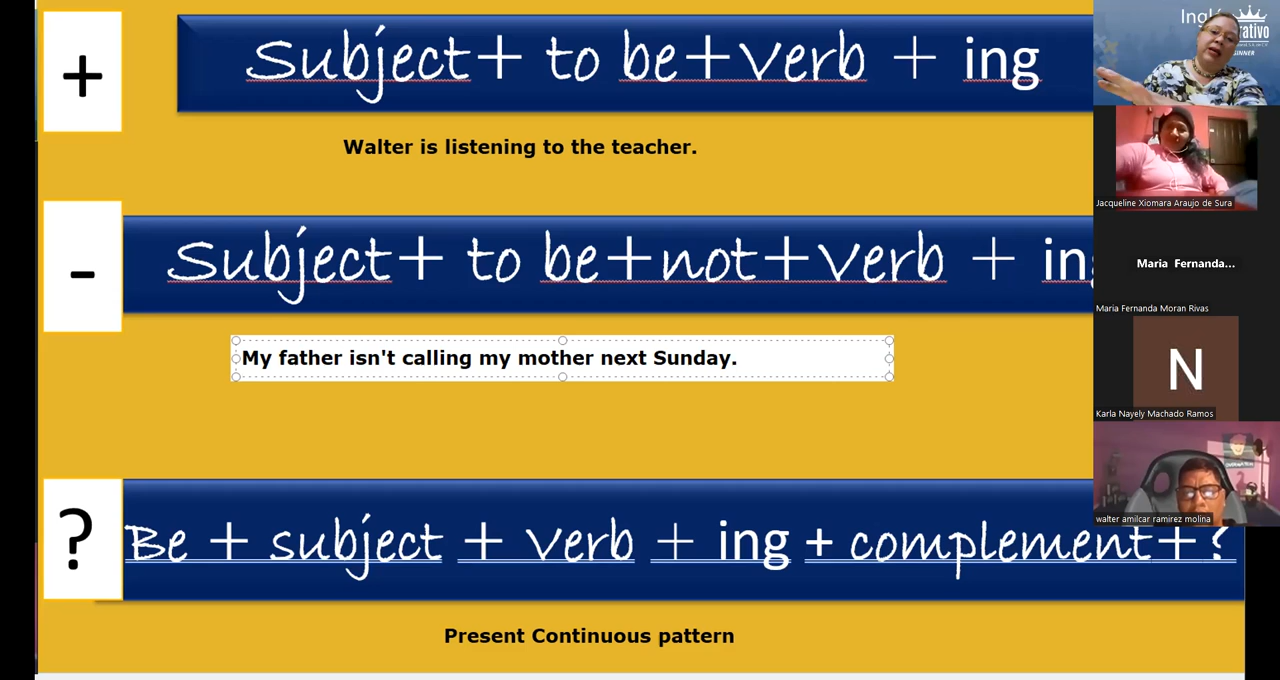 +
Subject+ to be+Verb + ing
Walter is listening to the teacher.
-
Subject+ to be+not+Verb +
My father isn't calling my mother next Sunday.
?
Be + subject + Verb + ing + complement+ ?
Present Continuous pattern
Jacqueline Xiomara Araujo de Sura
Maria Fernanda...
Maria Fernanda Moran Rivas
N
Karla Nayely Machado Ramos
walter amilcar ramirez molina